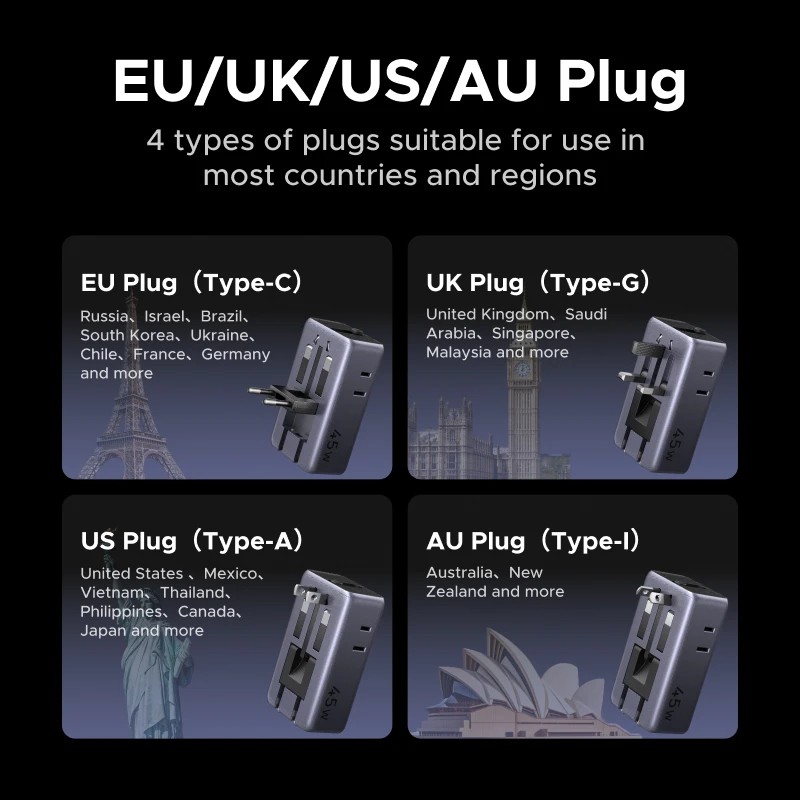 EU/UK/US/AU Plug
4 types of plugs suitable for use in
most countries and regions
EU Plug（Type-C）
Russia、Israel、Brazil、
South Korea、Ukraine、
Chile、France、Germany
and more
45w
UK Plug（Type-G）
United Kingdom、Saudi
Arabia、Singapore、
Malaysia and more
45w
US Plug（Type-A）
United States 、Mexico、
Vietnam、Thailand、
Philippines、Canada、
Japan and more
45w
AU Plug（Type-I）
Australia、New
Zealand and more
45w